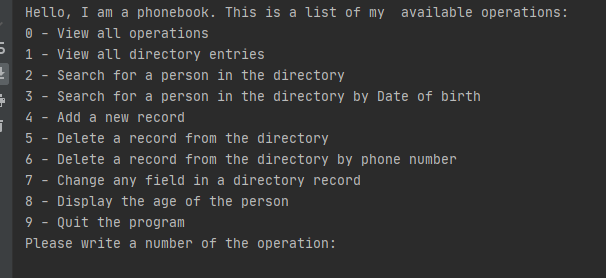 Hello, I am a phonebook. This is a list of my  available operations:
0 - View all operations
1 - View all directory entries
2 - Search for a person in the directory
3 - Search for a person in the directory by Date of birth
4 - Add a new record
5 - Delete a record from the directory
6 - Delete a record from the directory by phone number
7 - Change any field in a directory record
8 - Display the age of the person
9 - Quit the program
Please write a number of the operation: